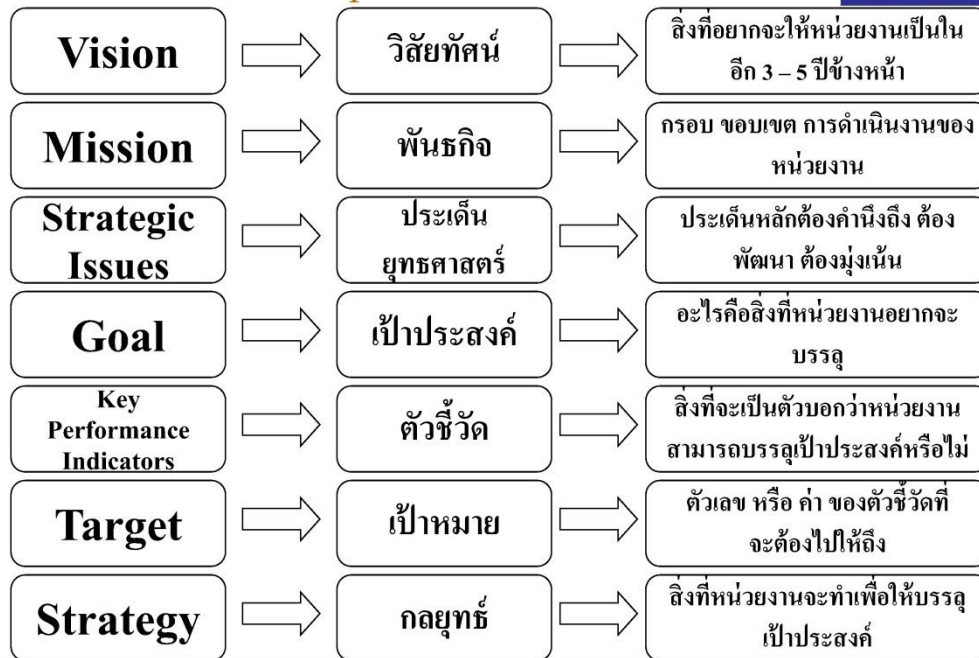 Vision
วิสัยทัศน์
สิ่งที่อยากจะให้หน่วยงานเป็นใน
อีก 3 – 5 ปีข้างหน้า
Mission
พันธกิจ
กรอบ ขอบเขต การดำเนินงานของ
หน่วยงาน
Strategic
Issues
ประเด็น
ยุทธศาสตร์
ประเด็นหลักต้องคำนึงถึง ต้อง
พัฒนา ต้องมุ่งเน้น
Goal
เป้าประสงค์
อะไรคือสิ่งที่หน่วยงานอยากจะ
บรรลุ
Key
Performance
Indicators
ตัวชี้วัด
สิ่งที่จะเป็นตัวบอกว่าหน่วยงาน
สามารถบรรลุเป้าประสงค์หรือไม่
Target
เป้าหมาย
ตัวเลข หรือ ค่า ของตัวชี้วัดที่
จะต้องไปให้ถึง
Strategy
กลยุทธ์
สิ่งที่หน่วยงานจะทำเพื่อให้บรรลุ
เป้าประสงค์